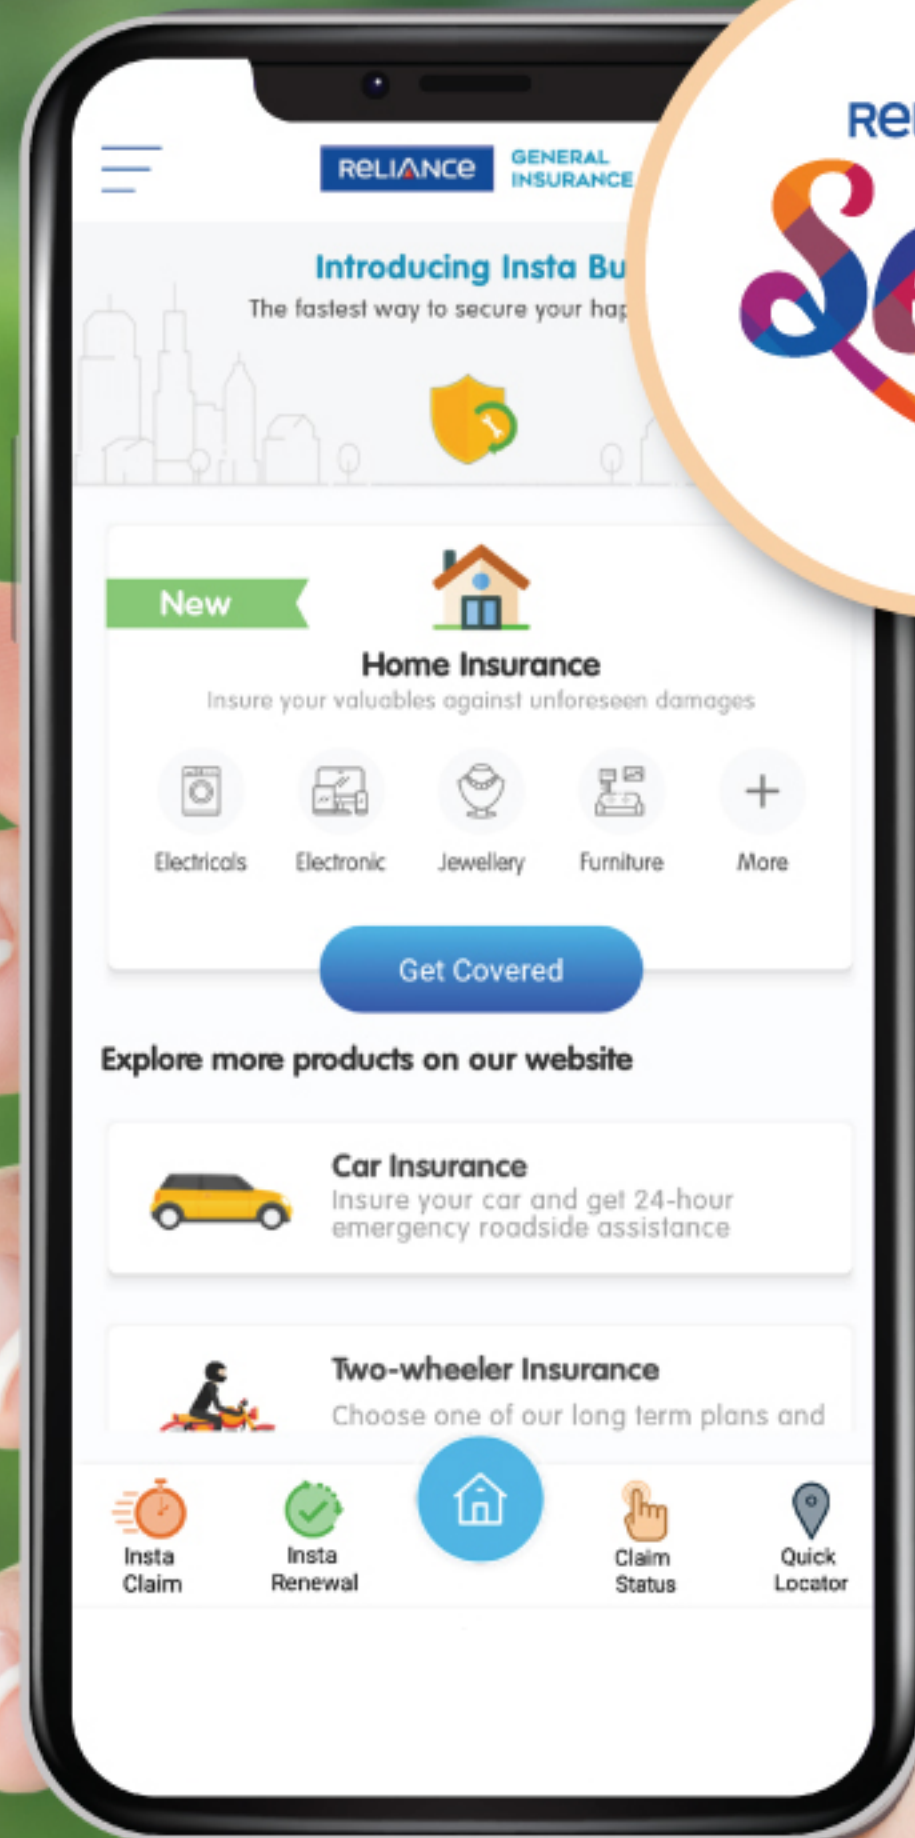 RELIANCE GENERAL
INSURANCE
Introducing Insta
The fastest way to secure your
New
Home Insurance
Insure your valuables against unforeseen damages
Electricals Electronic Jewellery Furniture More
Get Covered
Explore more products on our website
Car Insurance
Insure your car and get 24-hour
emergency roadside assistance
Two-wheeler Insurance
Choose one of our long term plans and
Insta
Claim
Insta
Renewal
Claim
Status
Quick
Locator